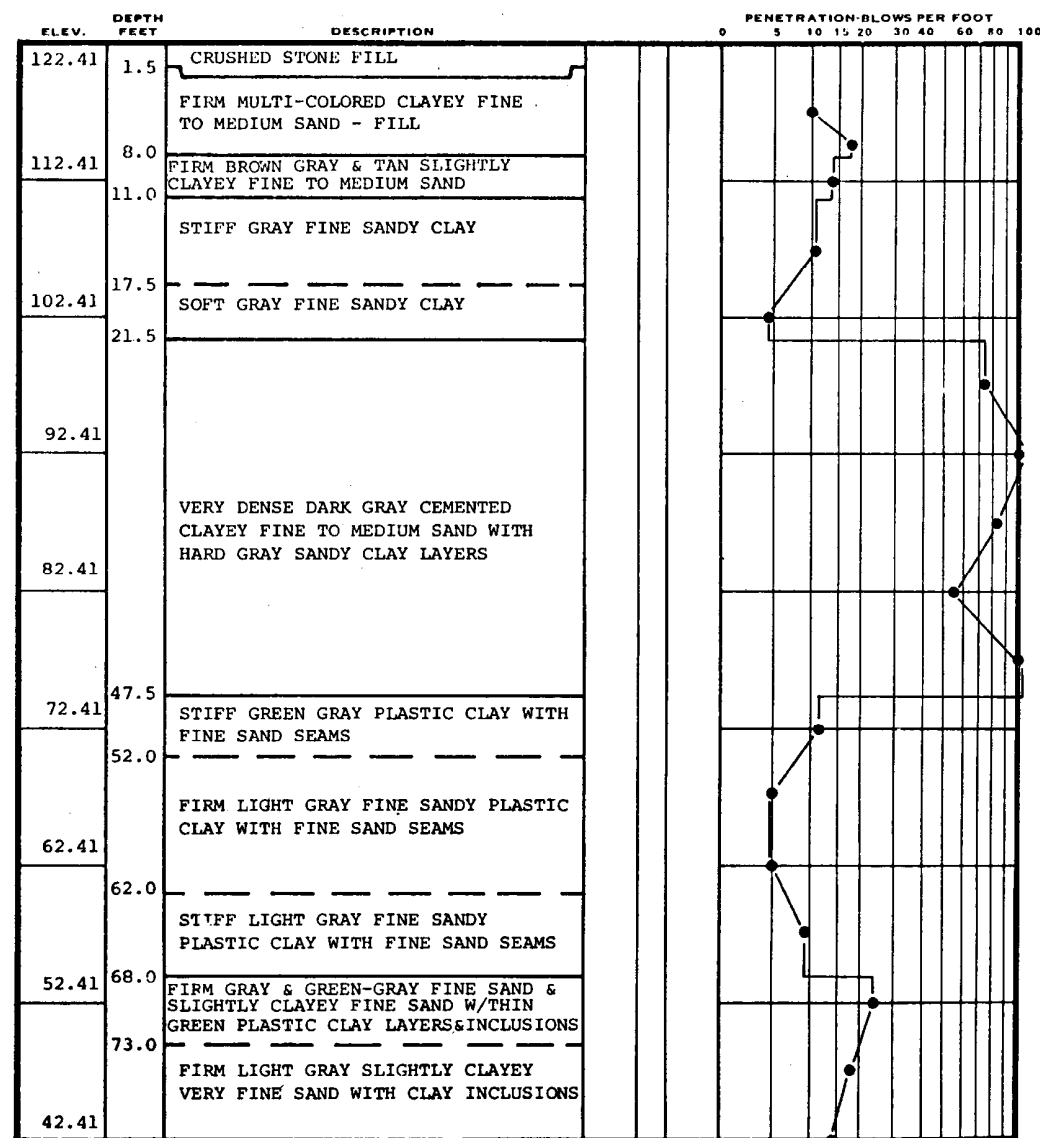 DEPTH PENETRATION-BLOWS PER FOOT
ELEV. FEET DESCRIPTION
0 5 10 15 20 30 40 60 80 100
122.41 1.5 CRUSHED STONE FILL
FIRM MULTI-COLORED CLAYEY FINE
TO MEDIUM SAND - FILL
8.0
112.41 FIRM BROWN GRAY & TAN SLIGHTLY
CLAYEY FINE TO MEDIUM SAND
11.0
STIFF GRAY FINE SANDY CLAY
17.5
102.41 SOFT GRAY FINE SANDY CLAY
21.5
92.41
VERY DENSE DARK GRAY CEMENTED
CLAYEY FINE TO MEDIUM SAND WITH
HARD GRAY SANDY CLAY LAYERS
82.41
47.5
72.41 STIFF GREEN GRAY PLASTIC CLAY WITH
FINE SAND SEAMS
52.0
FIRM LIGHT GRAY FINE SANDY PLASTIC
CLAY WITH FINE SAND SEAMS
62.41
62.0
STIFF LIGHT GRAY FINE SANDY
PLASTIC CLAY WITH FINE SAND SEAMS
68.0
52.41 FIRM GRAY & GREEN-GRAY FINE SAND &
SLIGHTLY CLAYEY FINE SAND W/THIN
GREEN PLASTIC CLAY LAYERS&INCLUSIONS
73.0
FIRM LIGHT GRAY SLIGHTLY CLAYEY
VERY FINE SAND WITH CLAY INCLUSIONS
42.41